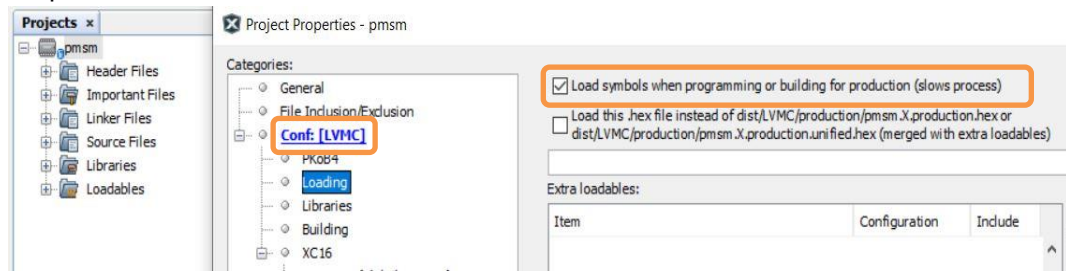 Projects ×
pmsm
Header Files
Important Files
Linker Files
Source Files
Libraries
Loadables
Project Properties - pmsm
Categories:
General
File Inclusion/Exclusion
Conf: [LVMC]
PKoB4
Loading
Libraries
Building
XC16
Load symbols when programming or building for production (slows process)
Load this .hex file instead of dist/LVMC/production/pmsm.X.production.hex or
dist/LVMC/production/pmsm.X.production.unified.hex (merged with extra loadables)
Extra loadables:
Item Configuration Include